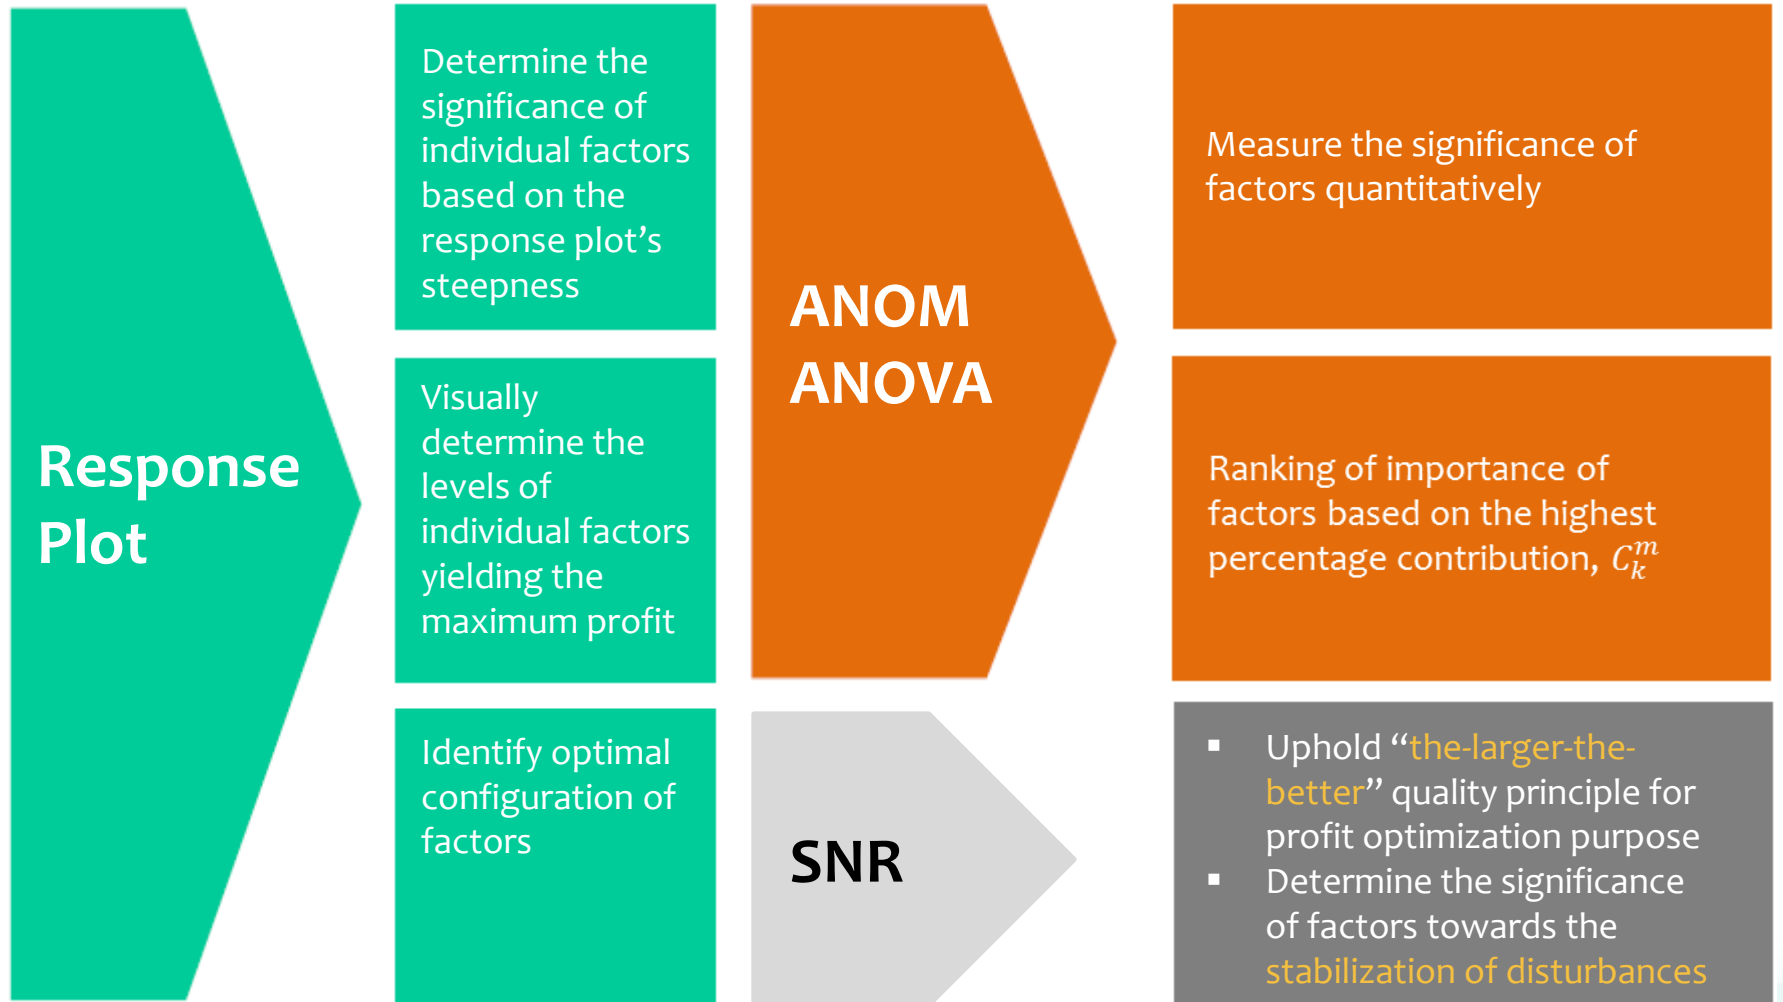 Response
Plot
Determine the
significance of
individual factors
based on the
response plot’s
steepness
Visually
determine the
levels of
individual factors
yielding the
maximum profit
Identify optimal
configuration of
factors
ANOM
ANOVA
Measure the significance of
factors quantitatively
Ranking of importance of
factors based on the highest
percentage contribution, $C_k^m$
SNR
▪ Uphold “the-larger-the-
better” quality principle for
profit optimization purpose
▪ Determine the significance
of factors towards the
stabilization of disturbances